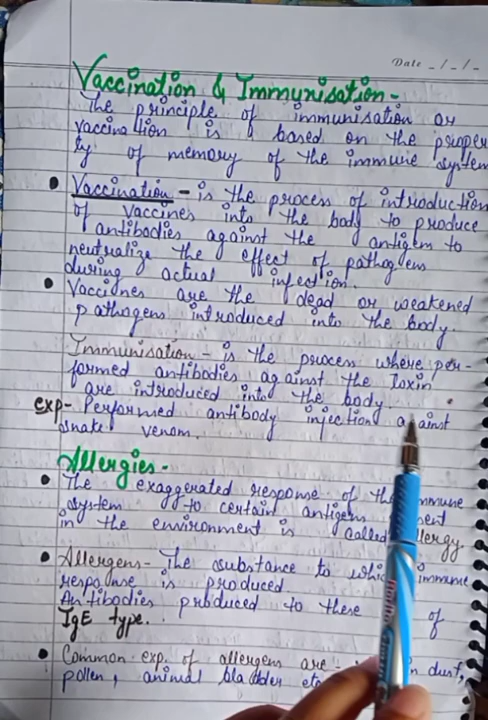 Date _/_/_
Vaccination & Immunisation -
The principle of immunisation or
vaccination is based on the proper
ty of memory of the immune system
• Vaccination - is the process of introduction
of vaccines into the body to produce
antibodies against the antigem to
neutralize the effect of pathogens
during actual infection.
• Vaccines are the dead or weakened
pathogens introduced into the body.
Immunisation - is the process where per-
formed antibodies against the toxin
are introduced into the body.
exp- Performed antibody injection against
snake venom.
Allergies -
• The exaggerated response of the mmune
system to certain antigens ent
in the environment is called llergy.
• Allergens - The substance to whic immune
response is produced
Antibodies produced to these of
IgE type.
• Common exp. of allergens are - n dust,
pollen, animal bladder etc